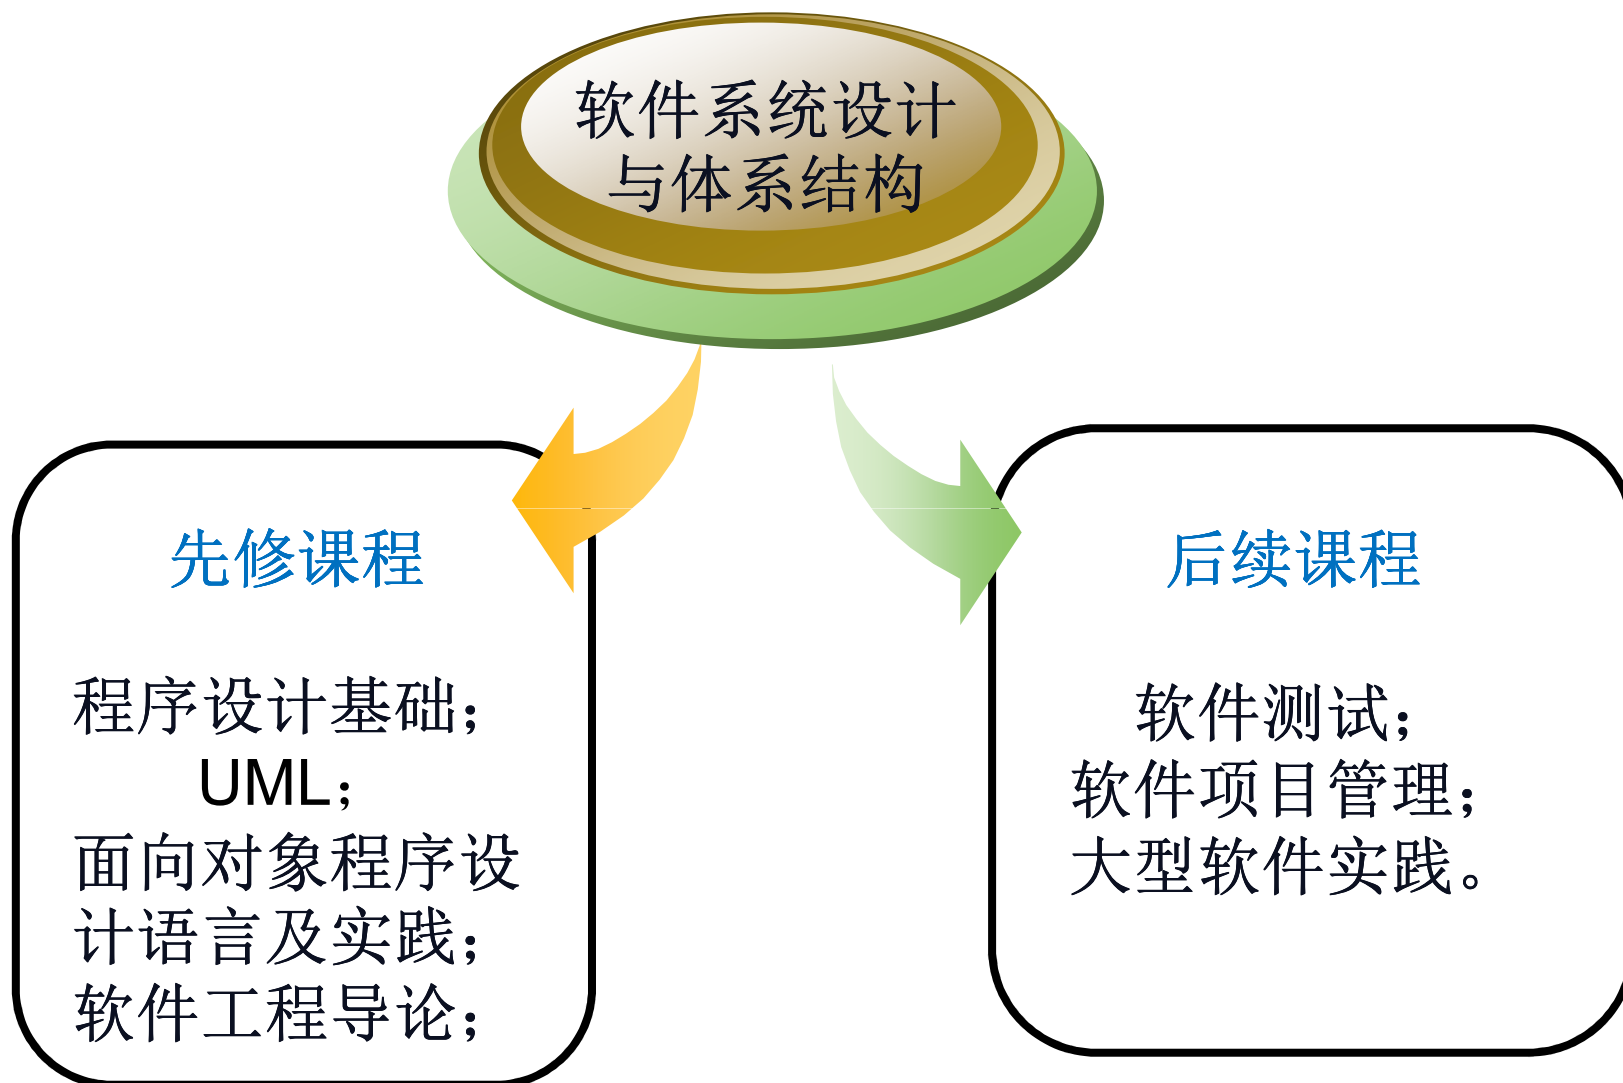 软件系统设计
与体系结构
先修课程
程序设计基础；
UML；
面向对象程序设
计语言及实践；
软件工程导论；
后续课程
软件测试；
软件项目管理；
大型软件实践。